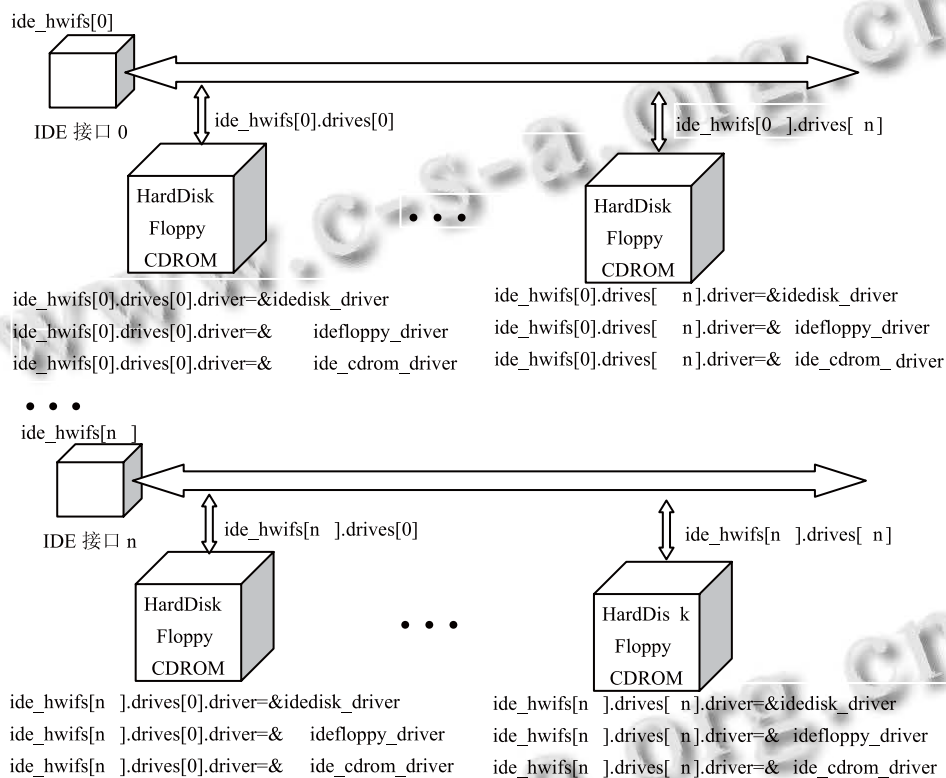 ide_hwifs[0]
IDE 接口 0
ide_hwifs[0].drives[0]
ide_hwifs[0 ].drives[ n]
HardDisk
Floppy
CDROM
HardDisk
Floppy
CDROM
ide_hwifs[0].drives[0].driver=&idedisk_driver
ide_hwifs[0].drives[0].driver=& idefloppy_driver
ide_hwifs[0].drives[0].driver=& ide_cdrom_driver
ide_hwifs[0].drives[ n].driver=&idedisk_driver
ide_hwifs[0].drives[ n].driver=& idefloppy_driver
ide_hwifs[0].drives[ n].driver=& ide_cdrom_ driver
• • •
• • •
ide_hwifs[n ]
IDE 接口 n
ide_hwifs[n ].drives[0]
ide_hwifs[n ].drives[ n]
HardDisk
Floppy
CDROM
• • •
HardDis k
Floppy
CDROM
ide_hwifs[n ].drives[0].driver=&idedisk_driver
ide_hwifs[n ].drives[0].driver=& idefloppy_driver
ide_hwifs[n ].drives[0].driver=& ide_cdrom_driver
ide_hwifs[n ].drives[ n].driver=&idedisk_driver
ide_hwifs[n ].drives[ n].driver=& idefloppy_driver
ide_hwifs[n ].drives[ n].driver=& ide_cdrom_driver
www.c-s-a.org.cn
org.cn